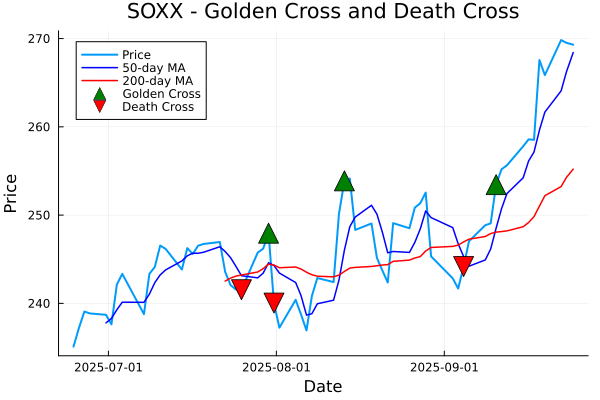 SOXX - Golden Cross and Death Cross
270
260
250
240
Price
Price
50-day MA
200-day MA
Golden Cross
Death Cross
2025-07-01
2025-08-01
2025-09-01
Date